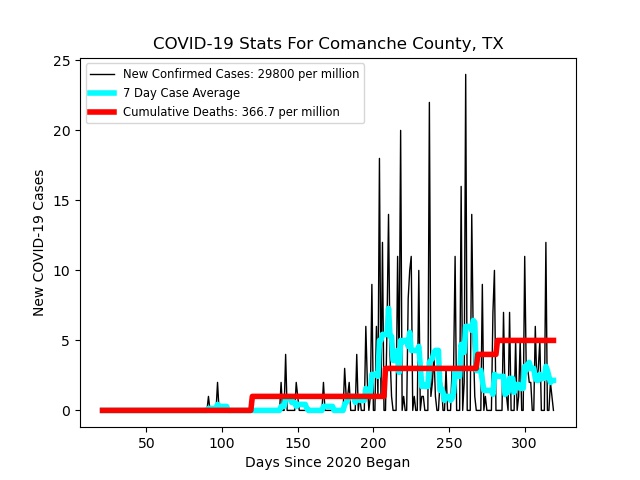 COVID-19 Stats For Comanche County, TX
New Confirmed Cases: 29800 per million
7 Day Case Average
Cumulative Deaths: 366.7 per million
New COVID-19 Cases
25
20
15
10
5
0
50 100 150 200 250 300
Days Since 2020 Began